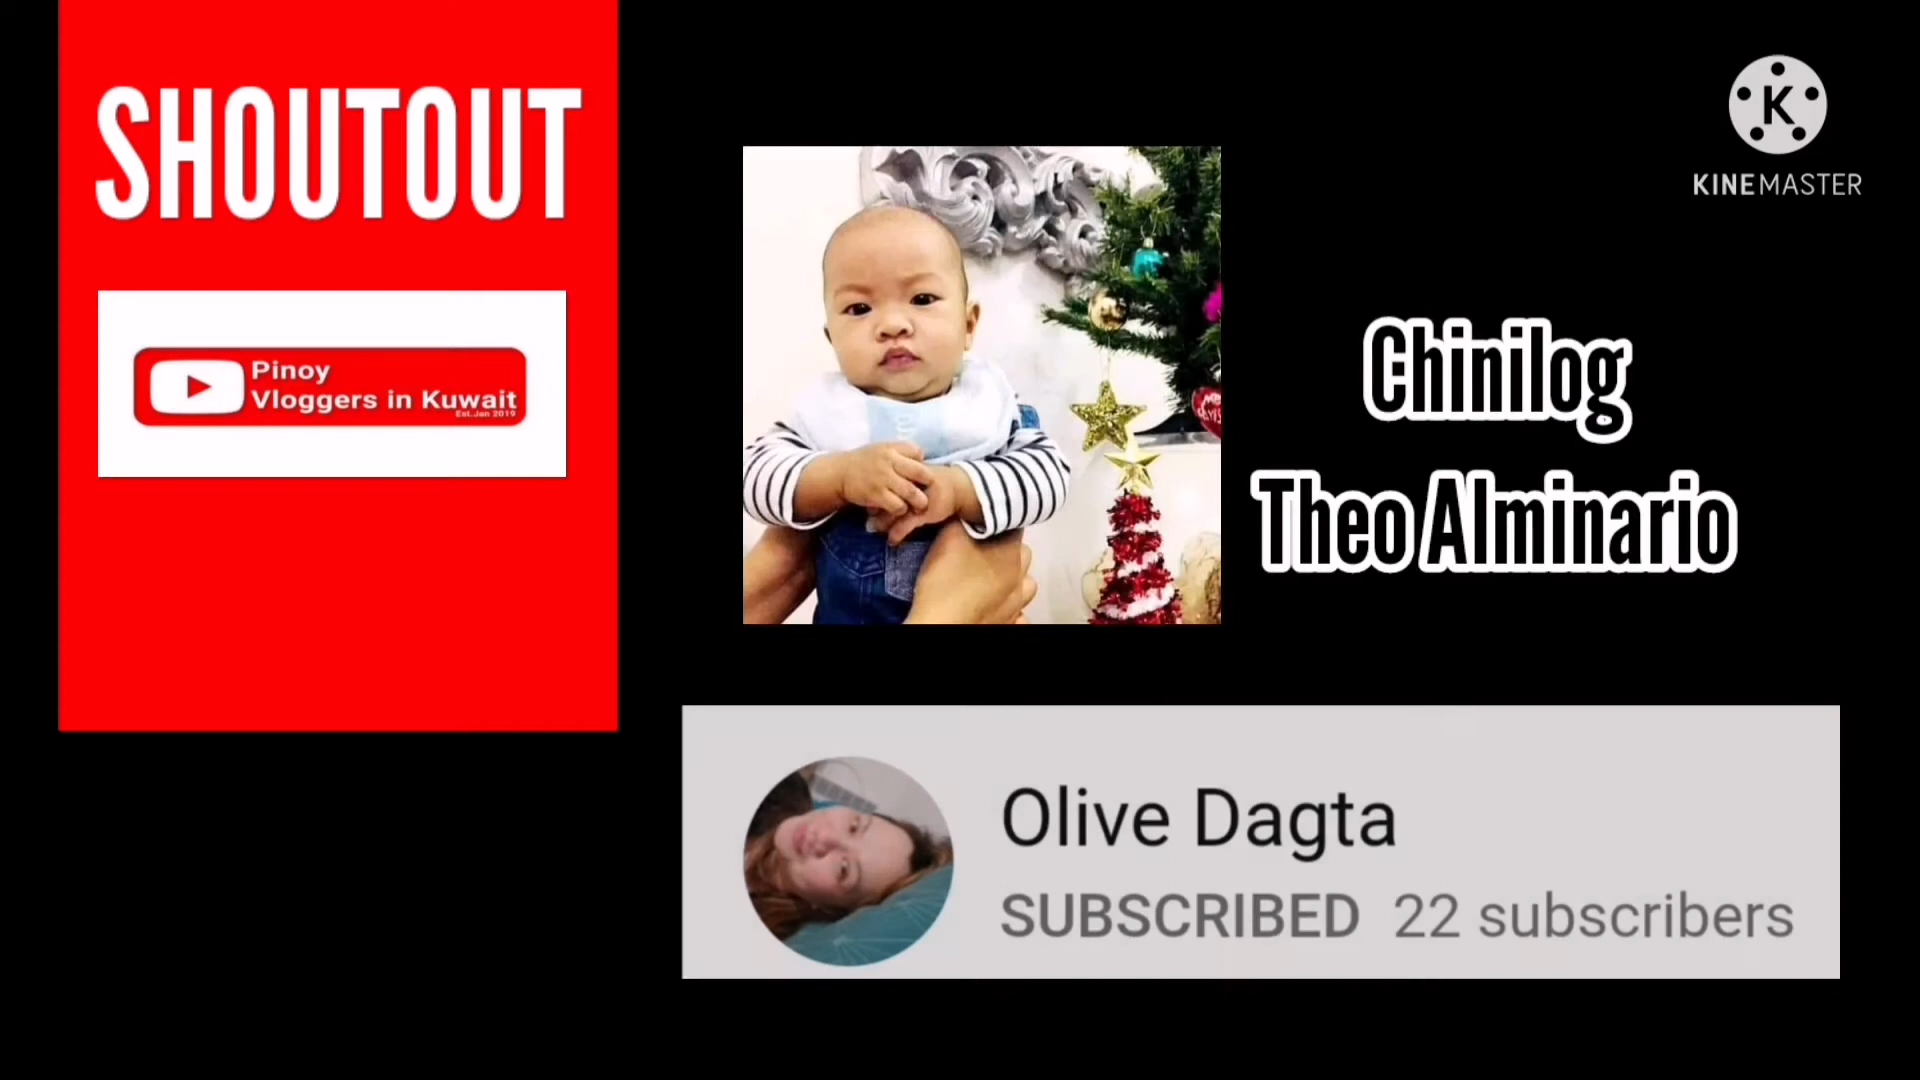 SHOUTOUT
Pinoy
Vloggers in Kuwait
Est.Jan 2019
KINEMASTER
Chinilog
Theo Alminario
Olive Dagta
SUBSCRIBED 22 subscribers